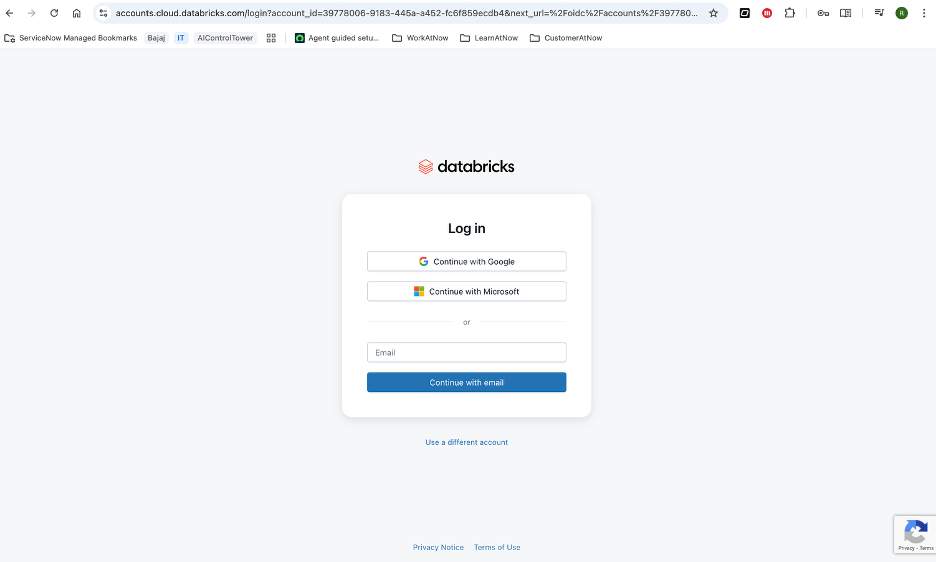 accounts.cloud.databricks.com/login?account_id=39778006-9183-445a-a452-fc6f859ecdb4&next_url=%2Foidc%2Faccounts%2F397780...
R
ServiceNow Managed Bookmarks Bajaj IT AIControlTower Agent guided setu... WorkAtNow LearnAtNow CustomerAtNow
databricks
Log in
Continue with Google
Continue with Microsoft
or
Email
Continue with email
Use a different account
Privacy Notice Terms of Use
Privacy - Terms